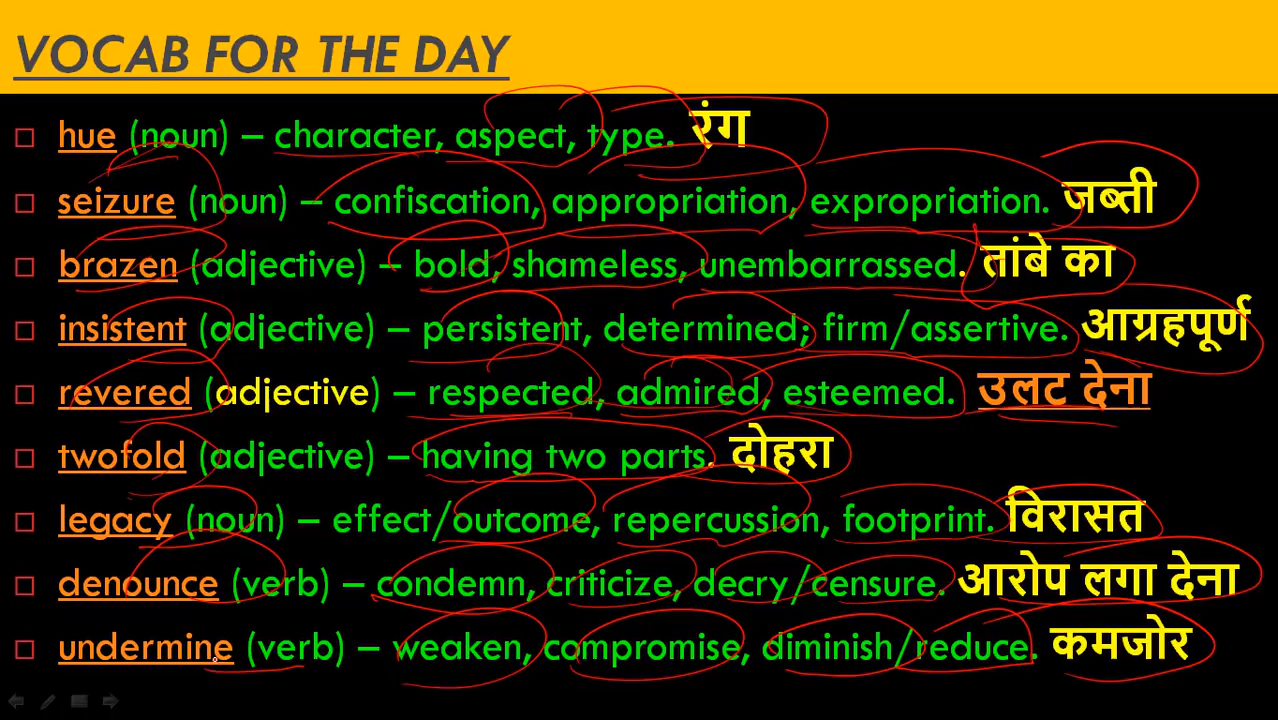 VOCAB FOR THE DAY
hue (noun) – character, aspect, type. रंग
seizure (noun) – confiscation, appropriation, expropriation. जब्ती
brazen (adjective) – bold, shameless, unembarrassed. तांबे का
insistent (adjective) – persistent, determined; firm/assertive. आग्रहपूर्ण
revered (adjective) – respected, admired, esteemed. उलट देना
twofold (adjective) – having two parts. दोहरा
legacy (noun) – effect/outcome, repercussion, footprint. विरासत
denounce (verb) – condemn, criticize, decry/censure. आरोप लगा देना
undermine (verb) – weaken, compromise, diminish/reduce. कमजोर